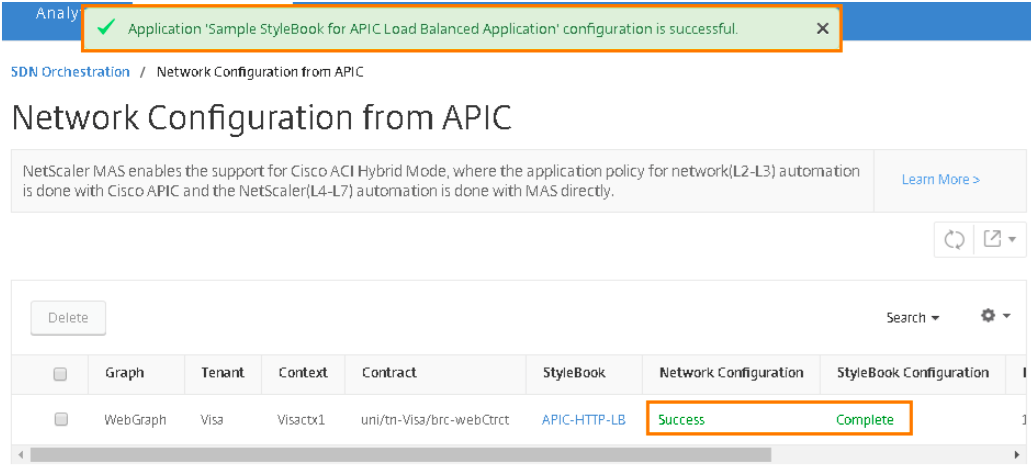 Analy
Application 'Sample StyleBook for APIC Load Balanced Application' configuration is successful.
SDN Orchestration / Network Configuration from APIC
Network Configuration from APIC
NetScaler MAS enables the support for Cisco ACI Hybrid Mode, where the application policy for network(L2-L3) automation
is done with Cisco APIC and the NetScaler(L4-L7) automation is done with MAS directly.
Learn More >
Delete
Search
Graph Tenant Context Contract StyleBook Network Configuration StyleBook Configuration
WebGraph Visa Visactx1 uni/tn-Visa/brc-webCtrct APIC-HTTP-LB Success Complete